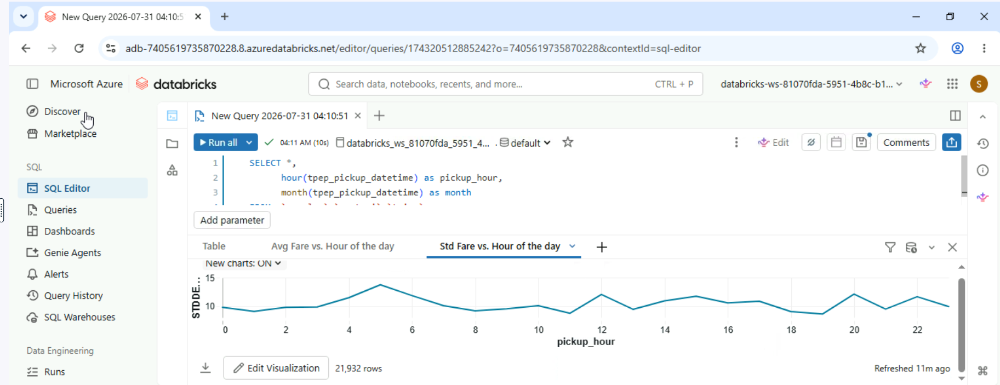 New Query 2026-07-31 04:10:5
adb-7405619735870228.8.azuredatabricks.net/editor/queries/1743205128852​42?o=7405619735870228&contextId=sql-editor
Microsoft Azure databricks
Search data, notebooks, recents, and more... CTRL + P
databricks-ws-81070fda-5951-4b8c-b1... S
Discover
Marketplace
SQL
SQL Editor
Queries
Dashboards
Genie Agents
Alerts
Query History
SQL Warehouses
Data Engineering
Runs
New Query 2026-07-31 04:10:51
Run all 04:11 AM (10s) databricks_ws_81070fda_5951_4... . default Edit Comments
1 SELECT *,
2 hour(tpep_pickup_datetime) as pickup_hour,
3 month(tpep_pickup_datetime) as month
Add parameter
Table Avg Fare vs. Hour of the day Std Fare vs. Hour of the day
New charts: ON
STDDE...
15
10
0 2 4 6 8 10 12 14 16 18 20 22
pickup_hour
Edit Visualization 21,932 rows Refreshed 11m ago